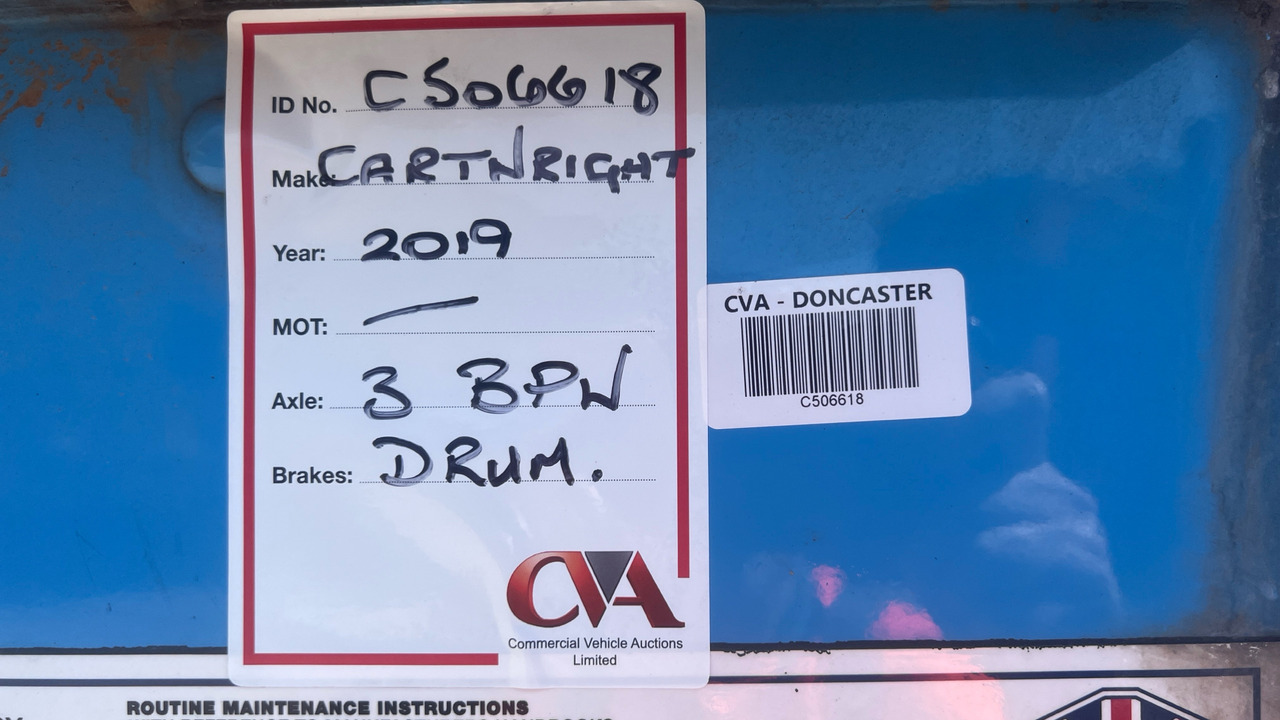 ID No. C506618
Make: CARTWRIGHT
Year: 2019
MOT: —
Axle: 3 BPW
Brakes: DRUM.
CVA
Commercial Vehicle Auctions
Limited
CVA - DONCASTER
C506618
ROUTINE MAINTENANCE INSTRUCTIONS